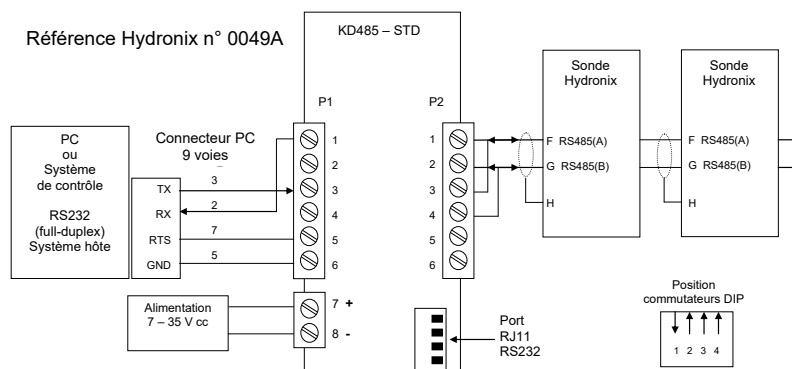 Référence Hydronix n° 0049A
KD485 – STD
P1
P2
PC
ou
Système
de contrôle
RS232
(full-duplex)
Système hôte
Connecteur PC
9 voies
TX
3
RX
2
RTS
7
GND
5
1
2
3
4
5
6
7 +
8 -
Alimentation
7 – 35 V cc
1
2
3
4
5
6
Sonde
Hydronix
F RS485(A)
G RS485(B)
H
Sonde
Hydronix
F RS485(A)
G RS485(B)
H
Port
RJ11
RS232
Position
commutateurs DIP
1 2 3 4